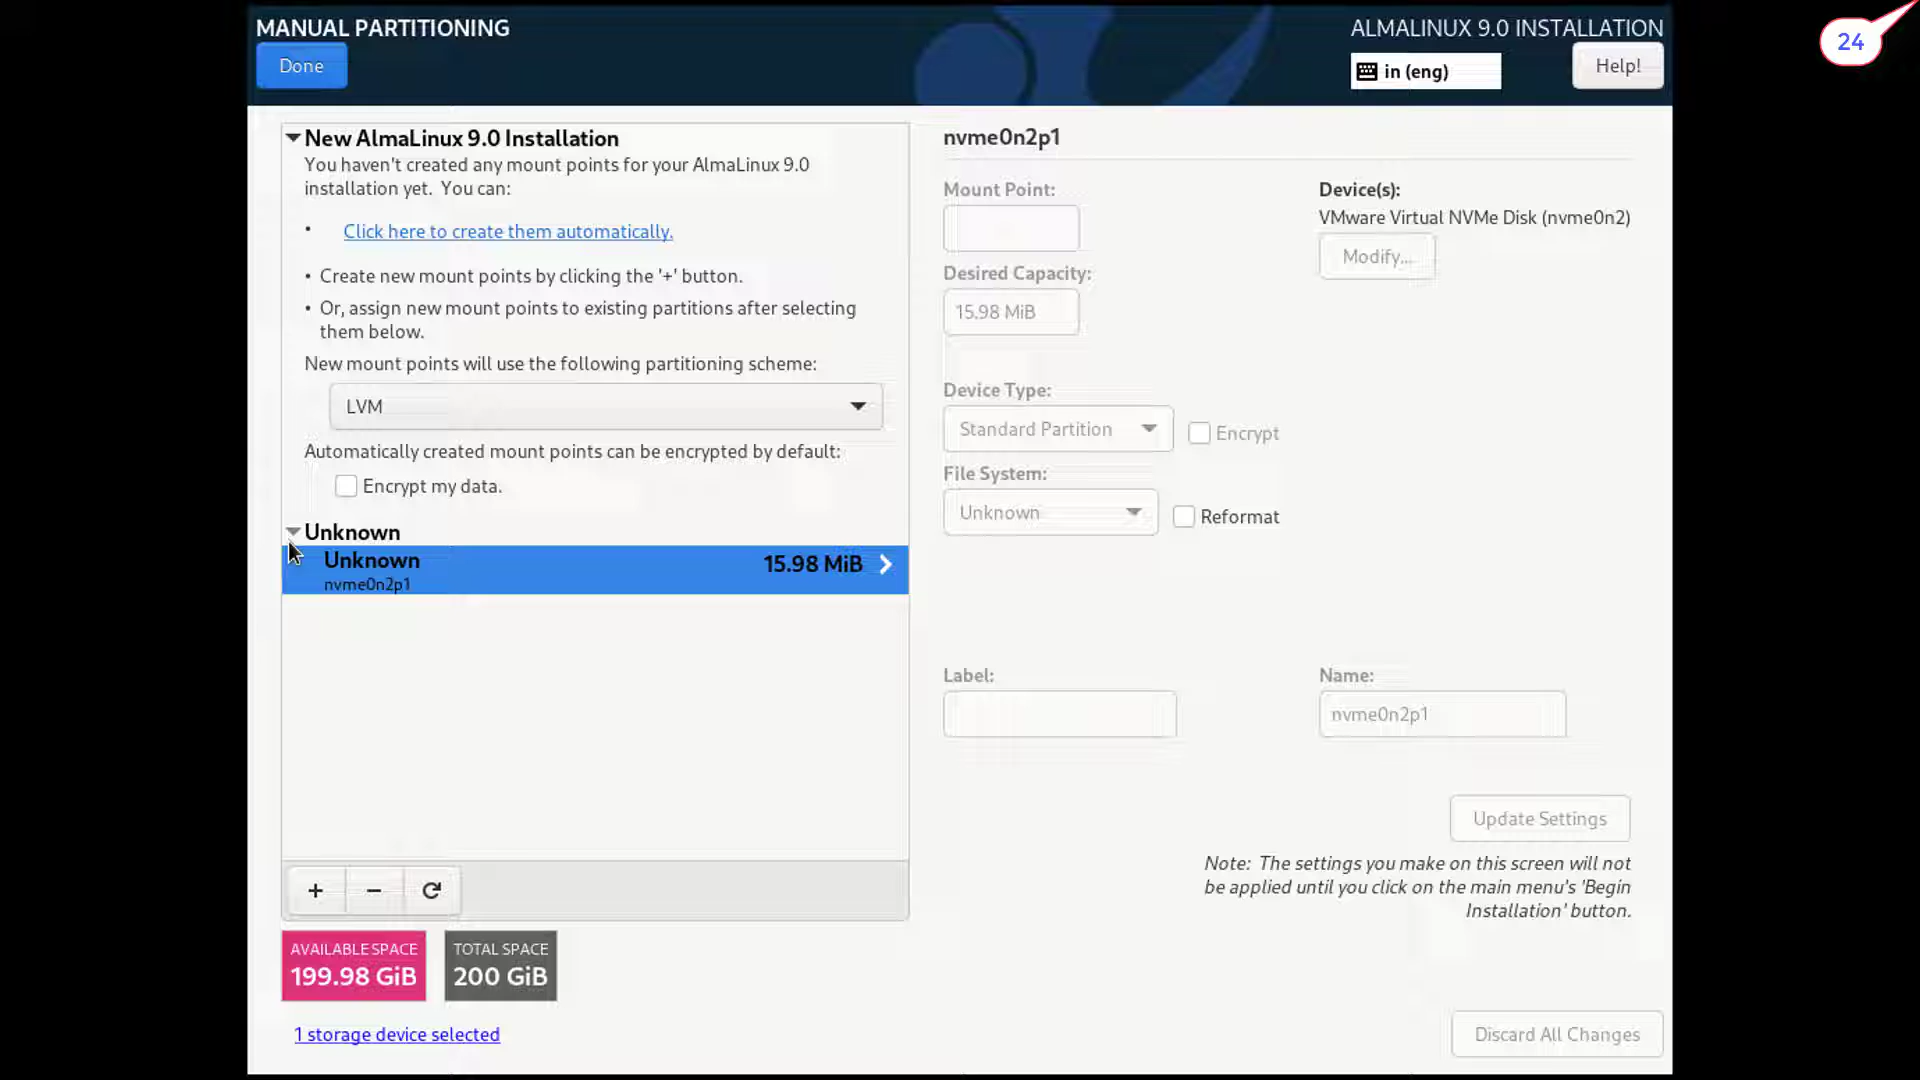 MANUAL PARTITIONING
Done
ALMALINUX 9.0 INSTALLATION
in (eng)
Help!
24
New AlmaLinux 9.0 Installation
You haven't created any mount points for your AlmaLinux 9.0
installation yet. You can:
• Click here to create them automatically.
• Create new mount points by clicking the '+' button.
• Or, assign new mount points to existing partitions after selecting
them below.
New mount points will use the following partitioning scheme:
LVM
Automatically created mount points can be encrypted by default:
Encrypt my data.
Unknown
Unknown 15.98 MiB
nvme0n2p1
+ −
AVAILABLE SPACE
199.98 GiB
TOTAL SPACE
200 GiB
1 storage device selected
nvme0n2p1
Mount Point:
Device(s):
VMware Virtual NVMe Disk (nvme0n2)
Modify...
Desired Capacity:
15.98 MiB
Device Type:
Standard Partition
Encrypt
File System:
Unknown
Reformat
Label:
Name:
nvme0n2p1
Update Settings
Note: The settings you make on this screen will not
be applied until you click on the main menu's 'Begin
Installation' button.
Discard All Changes